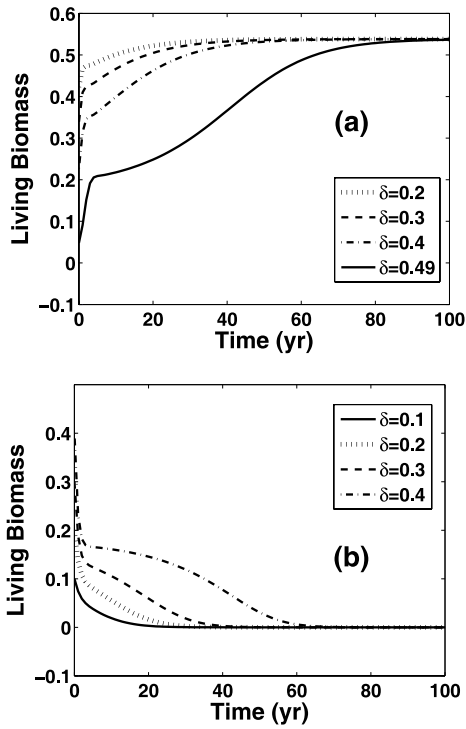 0.6
0.5
0.4
0.3
0.2
0.1
0
−0.1
Living Biomass
(a)
δ=0.2
δ=0.3
δ=0.4
δ=0.49
0 20 40 60 80 100
Time (yr)
0.4
0.3
0.2
0.1
0
−0.1
Living Biomass
δ=0.1
δ=0.2
δ=0.3
δ=0.4
(b)
0 20 40 60 80 100
Time (yr)